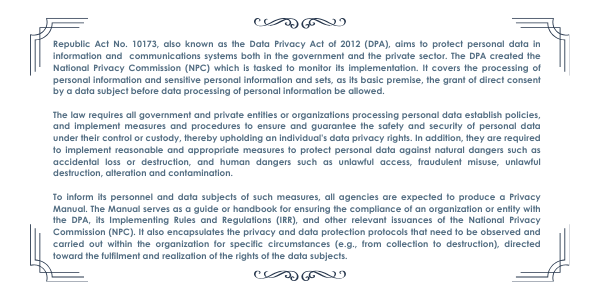 Republic Act No. 10173, also known as the Data Privacy Act of 2012 (DPA), aims to protect personal data in
information and communications systems both in the government and the private sector. The DPA created the
National Privacy Commission (NPC) which is tasked to monitor its implementation. It covers the processing of
personal information and sensitive personal information and sets, as its basic premise, the grant of direct consent
by a data subject before data processing of personal information be allowed.
The law requires all government and private entities or organizations processing personal data establish policies,
and implement measures and procedures to ensure and guarantee the safety and security of personal data
under their control or custody, thereby upholding an individual's data privacy rights. In addition, they are required
to implement reasonable and appropriate measures to protect personal data against natural dangers such as
accidental loss or destruction, and human dangers such as unlawful access, fraudulent misuse, unlawful
destruction, alteration and contamination.
To inform its personnel and data subjects of such measures, all agencies are expected to produce a Privacy
Manual. The Manual serves as a guide or handbook for ensuring the compliance of an organization or entity with
the DPA, its Implementing Rules and Regulations (IRR), and other relevant issuances of the National Privacy
Commission (NPC). It also encapsulates the privacy and data protection protocols that need to be observed and
carried out within the organization for specific circumstances (e.g., from collection to destruction), directed
toward the fulfilment and realization of the rights of the data subjects.